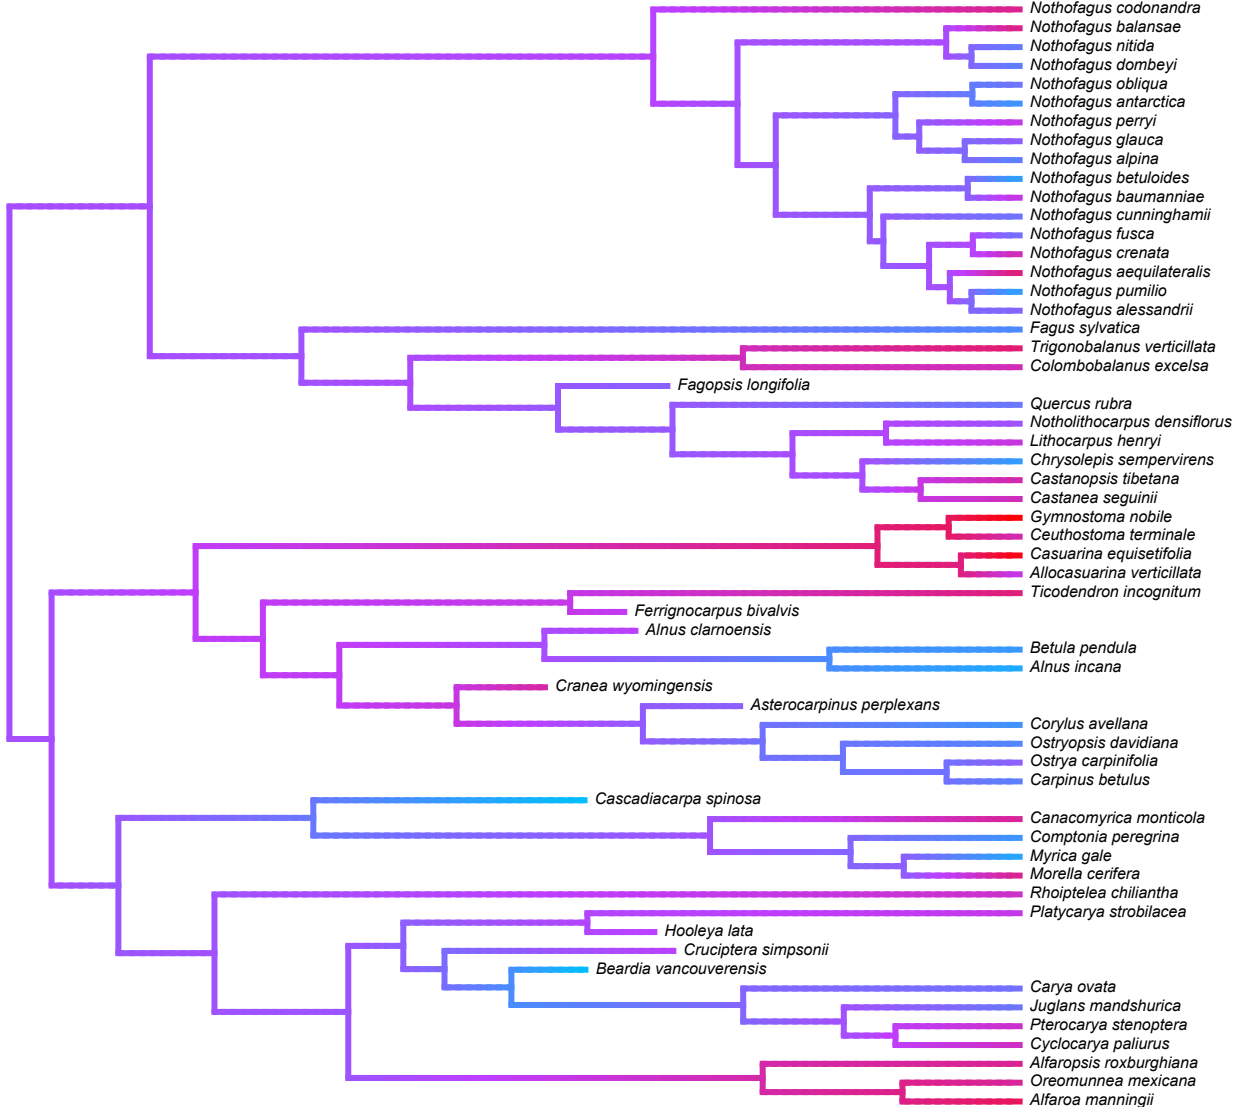 Nothofagus codonandra
Nothofagus balansae
Nothofagus nitida
Nothofagus dombeyi
Nothofagus obliqua
Nothofagus antarctica
Nothofagus perryi
Nothofagus glauca
Nothofagus alpina
Nothofagus betuloides
Nothofagus baumanniae
Nothofagus cunninghamii
Nothofagus fusca
Nothofagus crenata
Nothofagus aequilateralis
Nothofagus pumilio
Nothofagus alessandrii
Fagus sylvatica
Trigonobalanus verticillata
Colombobalanus excelsa
Fagopsis longifolia
Quercus rubra
Notholithocarpus densiflorus
Lithocarpus henryi
Chrysolepis sempervirens
Castanopsis tibetana
Castanea seguinii
Gymnostoma nobile
Ceuthostoma terminale
Casuarina equisetifolia
Allocasuarina verticillata
Ticodendron incognitum
Ferrignocarpus bivalvis
Alnus clarnoensis
Betula pendula
Alnus incana
Cranea wyomingensis
Asterocarpinus perplexans
Corylus avellana
Ostryopsis davidiana
Ostrya carpinifolia
Carpinus betulus
Cascadiacarpa spinosa
Canacomyrica monticola
Comptonia peregrina
Myrica gale
Morella cerifera
Rhoiptelea chiliantha
Platycarya strobilacea
Hooleya lata
Cruciptera simpsonii
Beardia vancouverensis
Carya ovata
Juglans mandshurica
Pterocarya stenoptera
Cyclocarya paliurus
Alfaropsis roxburghiana
Oreomunnea mexicana
Alfaroa manningii